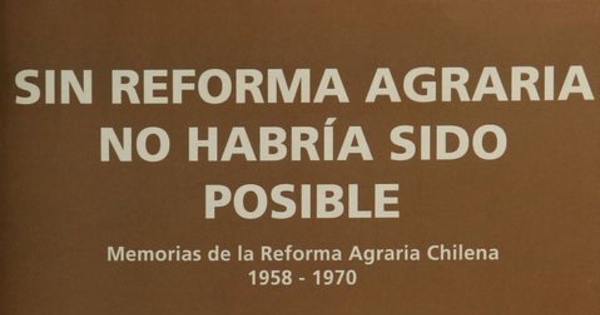 SIN REFORMA AGRARIA
NO HABRÍA SIDO
POSIBLE
Memorias de la Reforma Agraria Chilena
1958 - 1970